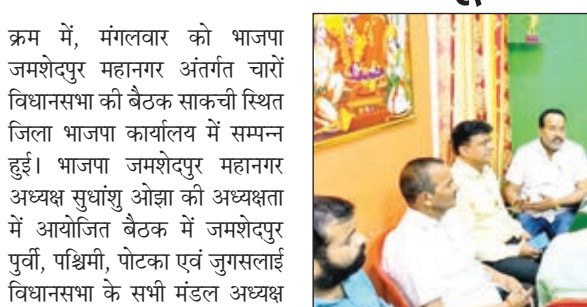 क्रम में, मंगलवार को भाजपा
जमशेदपुर महानगर अंतर्गत चारों
विधानसभा की बैठक साकची स्थित
जिला भाजपा कार्यालय में सम्पन्न
हुई। भाजपा जमशेदपुर महानगर
अध्यक्ष सुधांशु ओझा की अध्यक्षता
में आयोजित बैठक में जमशेदपुर
पुर्वी, पश्चिमी, पोटका एवं जुगसलाई
विधानसभा के सभी मंडल अध्यक्ष